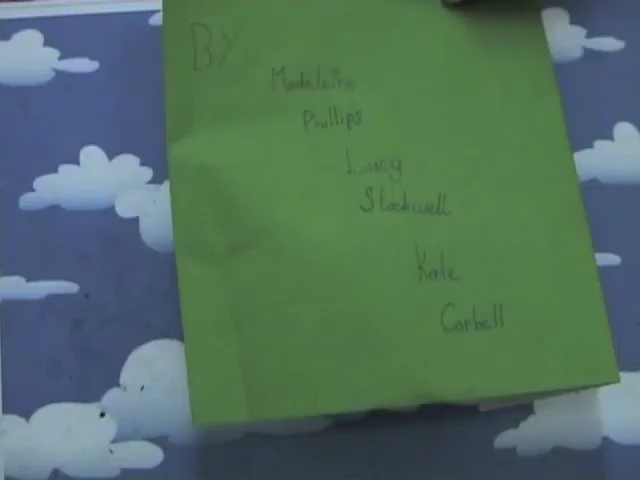 BY
Madeleine
Phillips
Lucy
Stockwell
Kate
Corbett